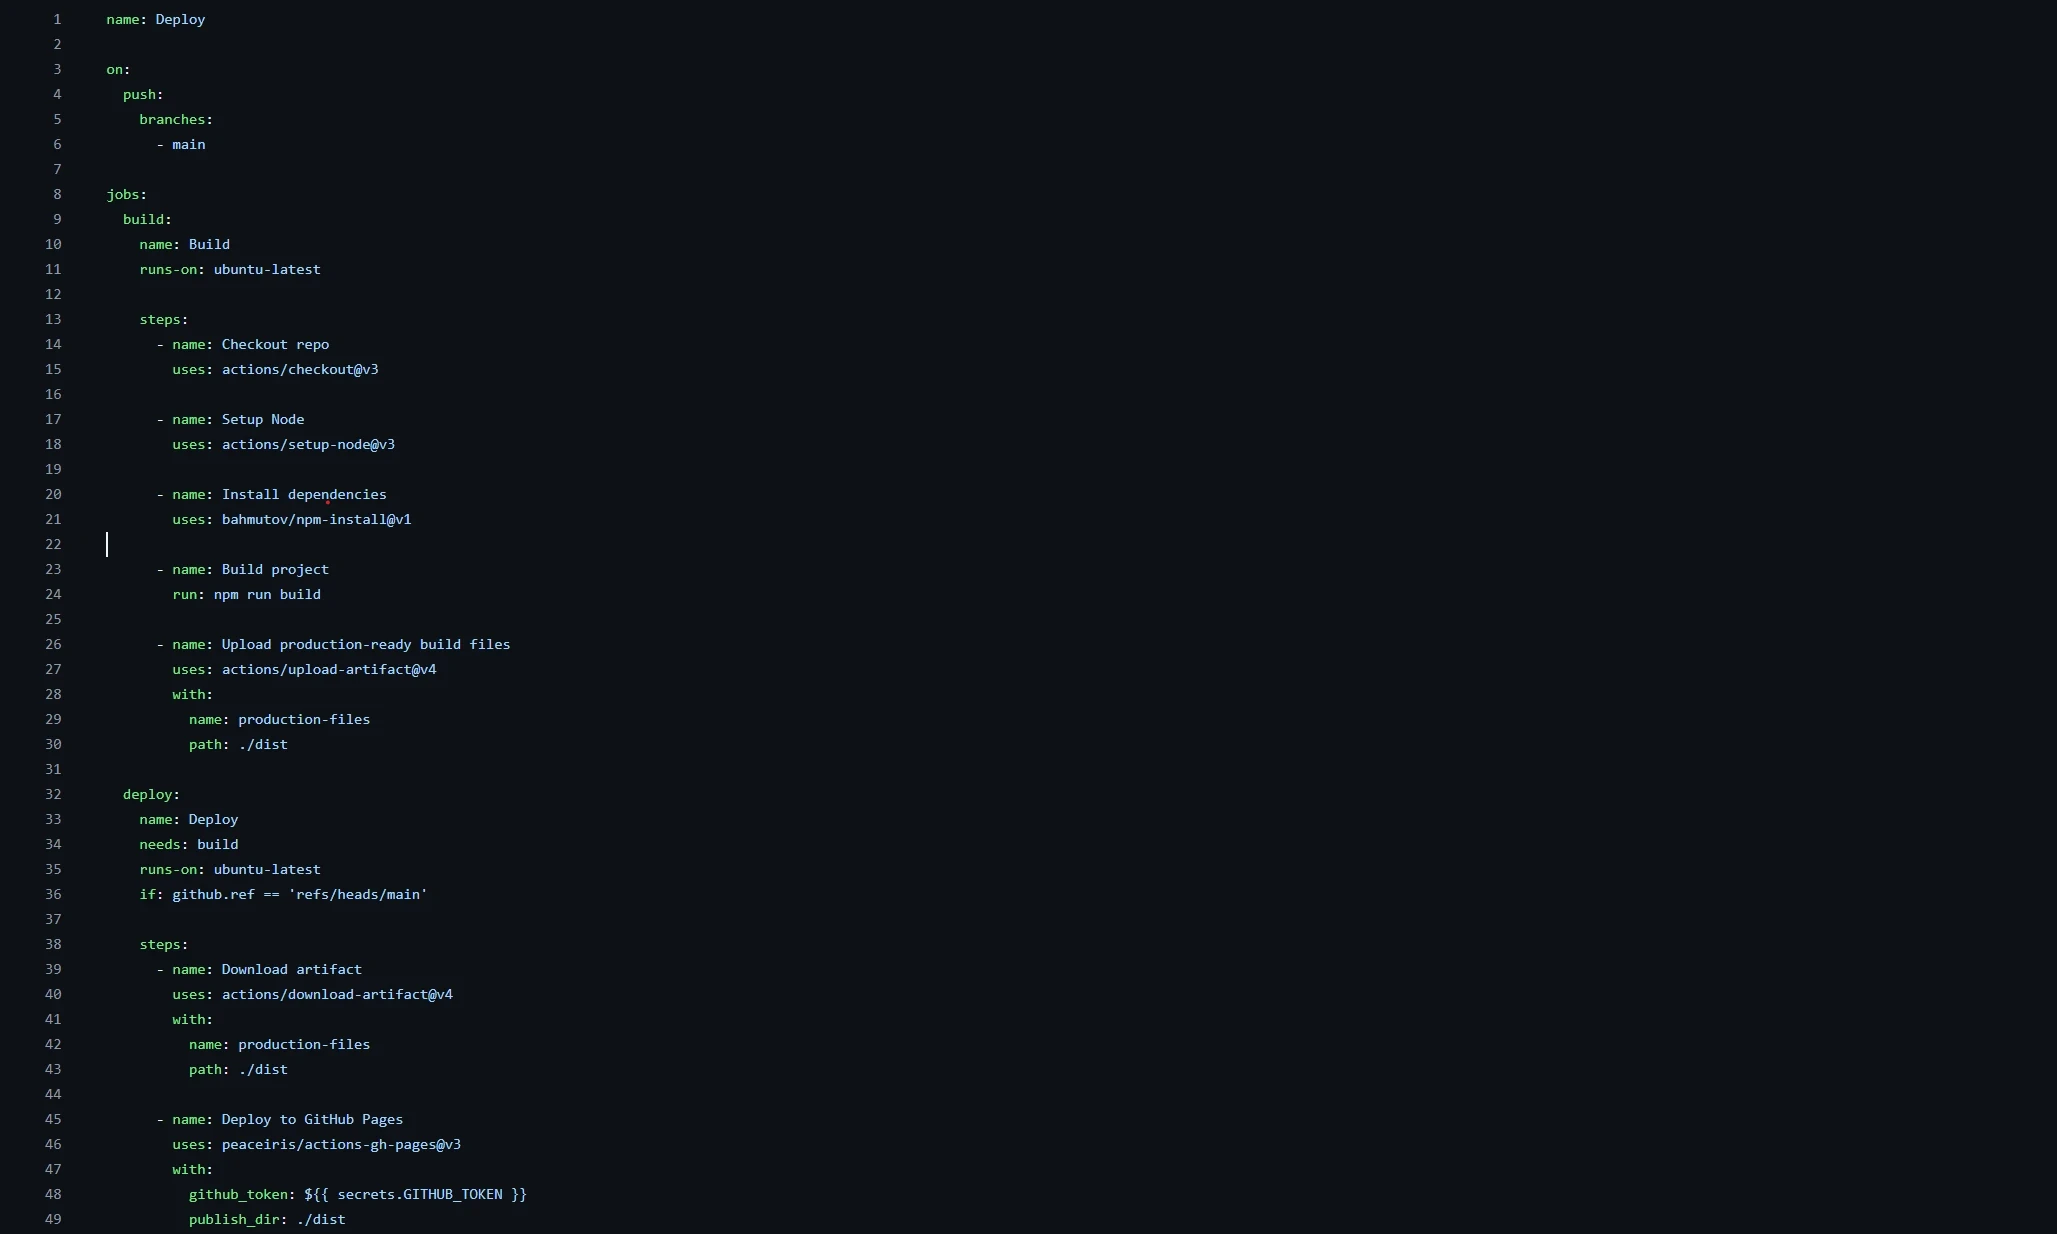 1 name: Deploy
2
3 on:
4   push:
5     branches:
6       - main
7
8 jobs:
9   build:
10     name: Build
11     runs-on: ubuntu-latest
12
13     steps:
14       - name: Checkout repo
15         uses: actions/checkout@v3
16
17       - name: Setup Node
18         uses: actions/setup-node@v3
19
20       - name: Install dependencies
21         uses: bahmutov/npm-install@v1
22
23       - name: Build project
24         run: npm run build
25
26       - name: Upload production-ready build files
27         uses: actions/upload-artifact@v4
28         with:
29           name: production-files
30           path: ./dist
31
32   deploy:
33     name: Deploy
34     needs: build
35     runs-on: ubuntu-latest
36     if: github.ref == 'refs/heads/main'
37
38     steps:
39       - name: Download artifact
40         uses: actions/download-artifact@v4
41         with:
42           name: production-files
43           path: ./dist
44
45       - name: Deploy to GitHub Pages
46         uses: peaceiris/actions-gh-pages@v3
47         with:
48           github_token: ${{ secrets.GITHUB_TOKEN }}
49           publish_dir: ./dist